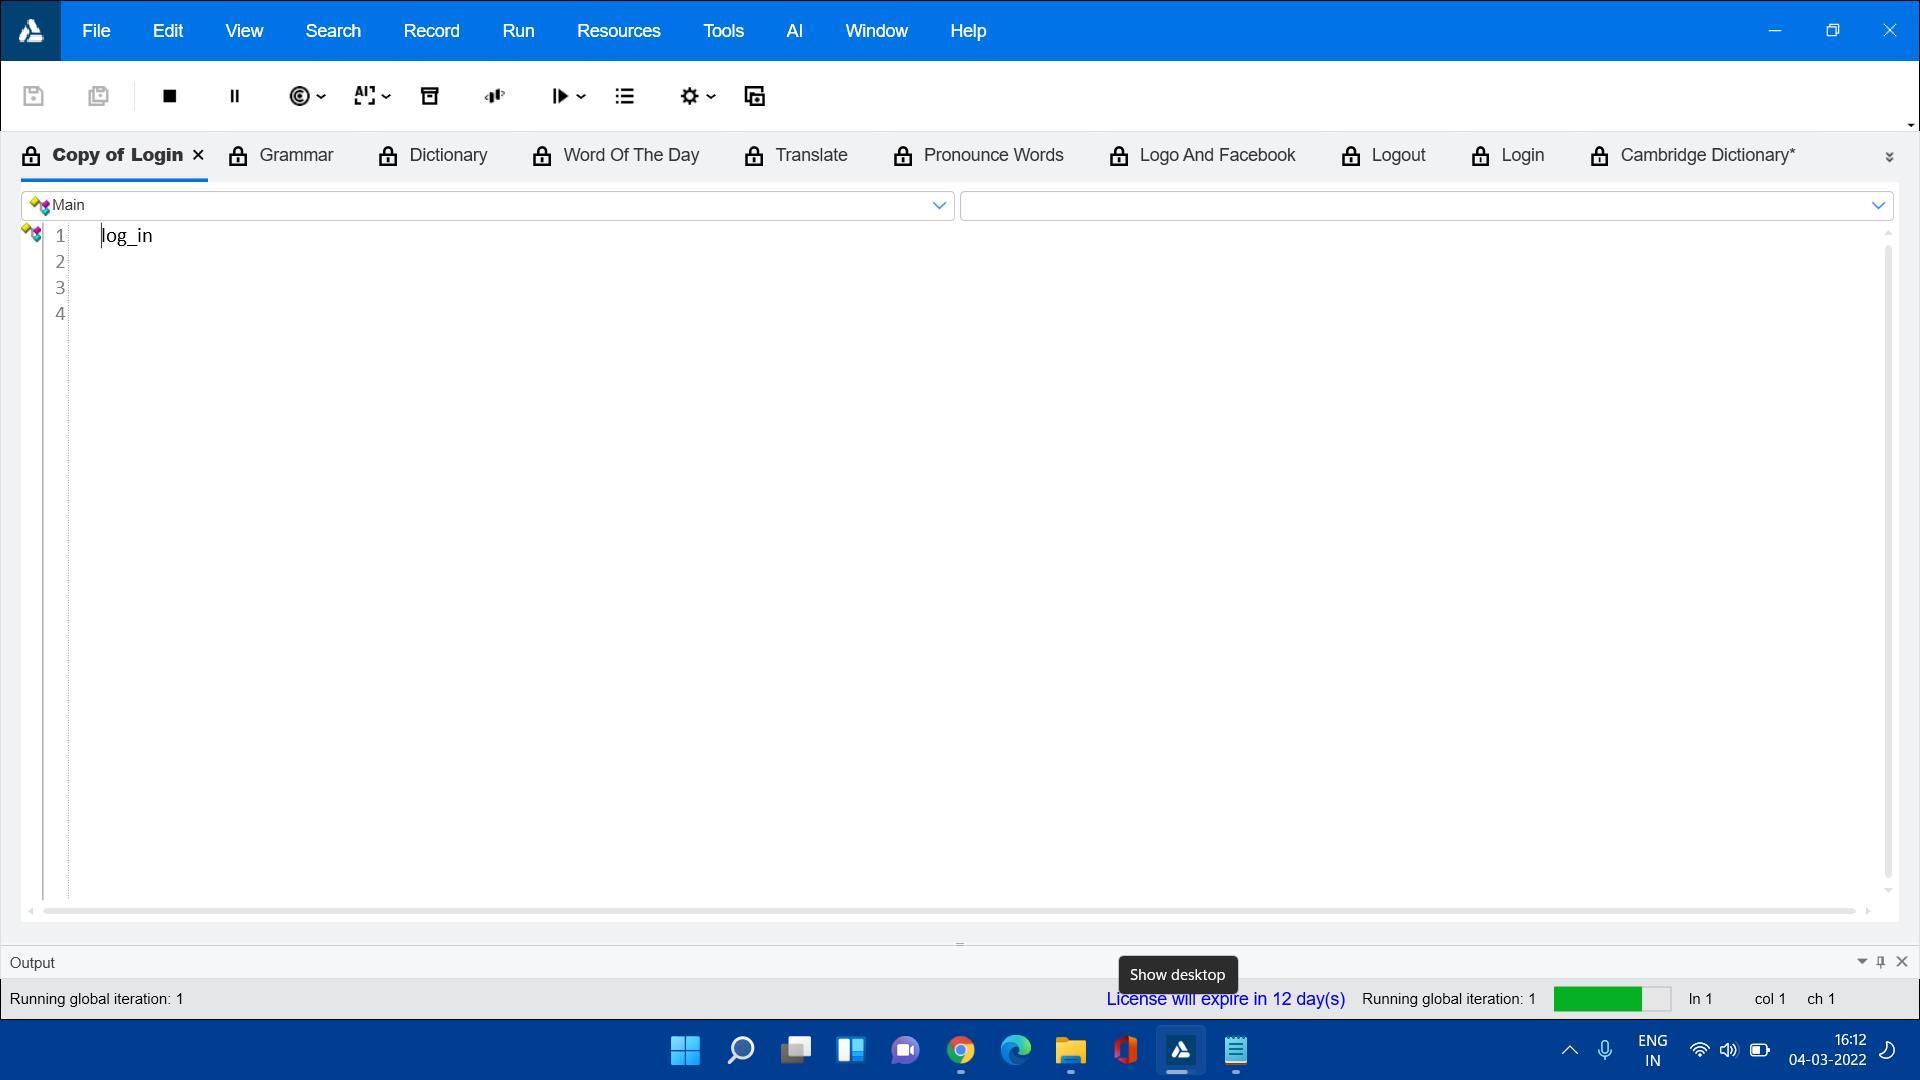 File Edit View Search Record Run Resources Tools AI Window Help
AI
Copy of Login Grammar Dictionary Word Of The Day Translate Pronounce Words Logo And Facebook Logout Login Cambridge Dictionary*
Main
1 log_in
2
3
4
Output
Show desktop
Running global iteration: 1 License will expire in 12 day(s) Running global iteration: 1 ln 1 col 1 ch 1
ENG 16:12
IN 04-03-2022